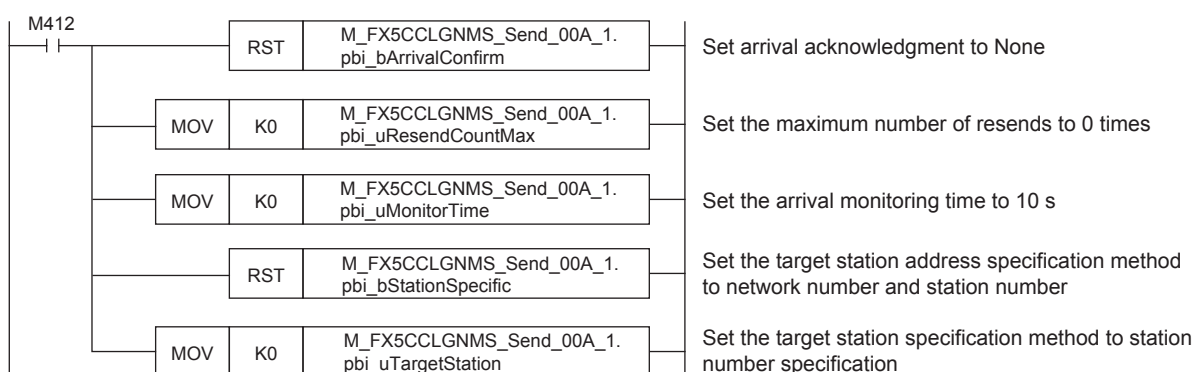 M412
RST
M_FX5CCLGNMS_Send_00A_1.
pbi_bArrivalConfirm
Set arrival acknowledgment to None
MOV
K0
M_FX5CCLGNMS_Send_00A_1.
pbi_uResendCountMax
Set the maximum number of resends to 0 times
MOV
K0
M_FX5CCLGNMS_Send_00A_1.
pbi_uMonitorTime
Set the arrival monitoring time to 10 s
RST
M_FX5CCLGNMS_Send_00A_1.
pbi_bStationSpecific
Set the target station address specification method
to network number and station number
MOV
K0
M_FX5CCLGNMS_Send_00A_1.
pbi_uTargetStation
Set the target station specification method to station
number specification